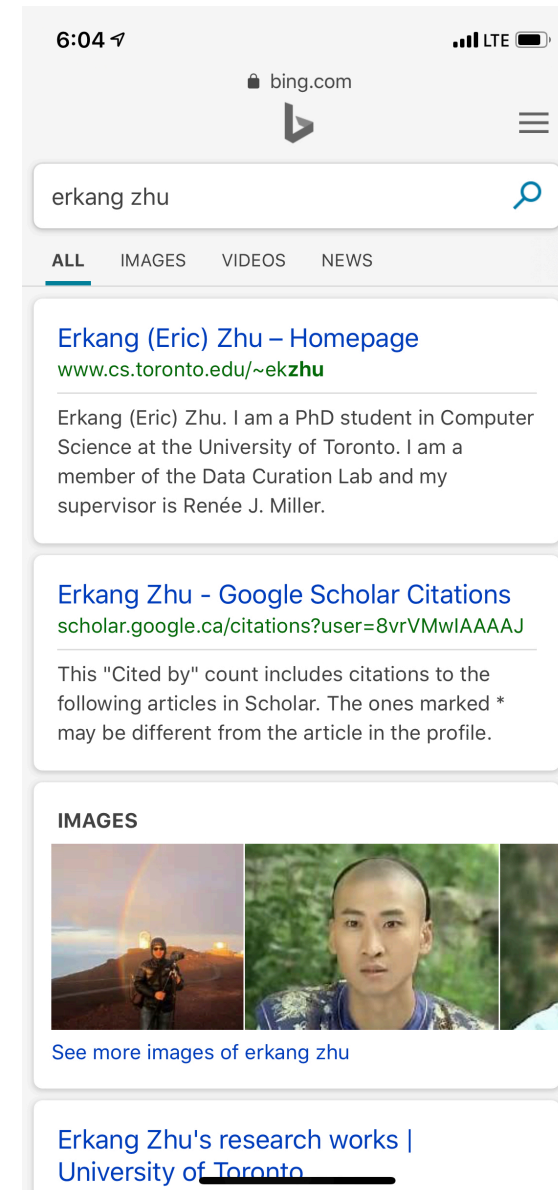 6:04 LTE
bing.com
erkang zhu
ALL IMAGES VIDEOS NEWS
Erkang (Eric) Zhu – Homepage
www.cs.toronto.edu/~ekzhu
Erkang (Eric) Zhu. I am a PhD student in Computer
Science at the University of Toronto. I am a
member of the Data Curation Lab and my
supervisor is Renée J. Miller.
Erkang Zhu - Google Scholar Citations
scholar.google.ca/citations?user=8vrVMwIAAAAJ
This "Cited by" count includes citations to the
following articles in Scholar. The ones marked *
may be different from the article in the profile.
IMAGES
See more images of erkang zhu
Erkang Zhu's research works |
University of Toronto